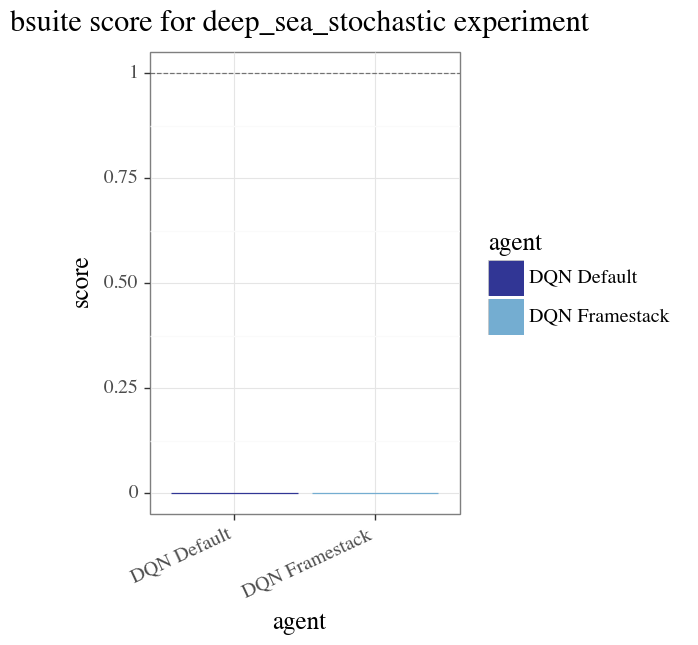 bsuite score for deep_sea_stochastic experiment
1
0.75
0.50
0.25
0
score
DQN Default
DQN Framestack
agent
agent
DQN Default
DQN Framestack